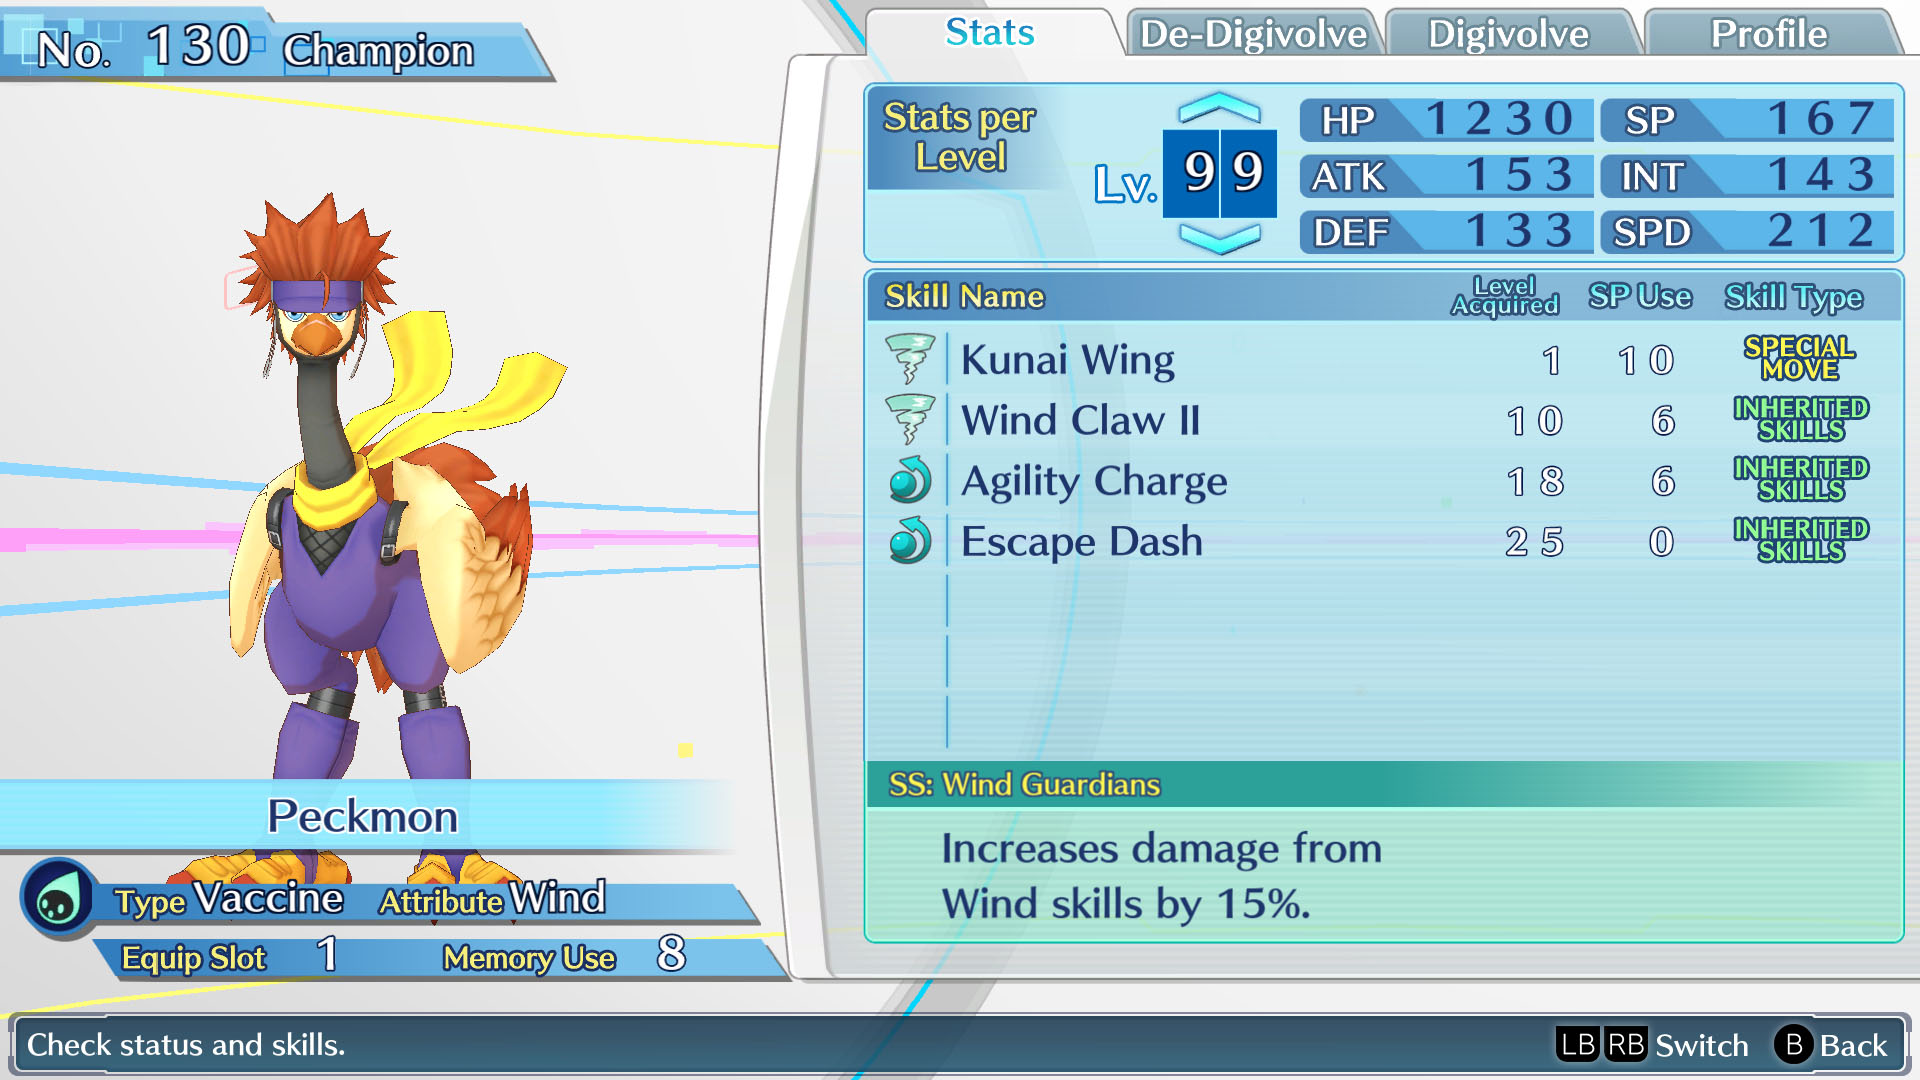 No. 130 Champion
Stats De-Digivolve Digivolve Profile
Stats per
Level
Lv. 99
HP 1230 SP 167
ATK 153 INT 143
DEF 133 SPD 212
Skill Name Level Acquired SP Use Skill Type
Kunai Wing 1 10 SPECIAL MOVE
Wind Claw II 10 6 INHERITED SKILLS
Agility Charge 18 6 INHERITED SKILLS
Escape Dash 25 0 INHERITED SKILLS
SS: Wind Guardians
Increases damage from
Wind skills by 15%.
Peckmon
Type Vaccine Attribute Wind
Equip Slot 1 Memory Use 8
Check status and skills.
LB RB Switch B Back